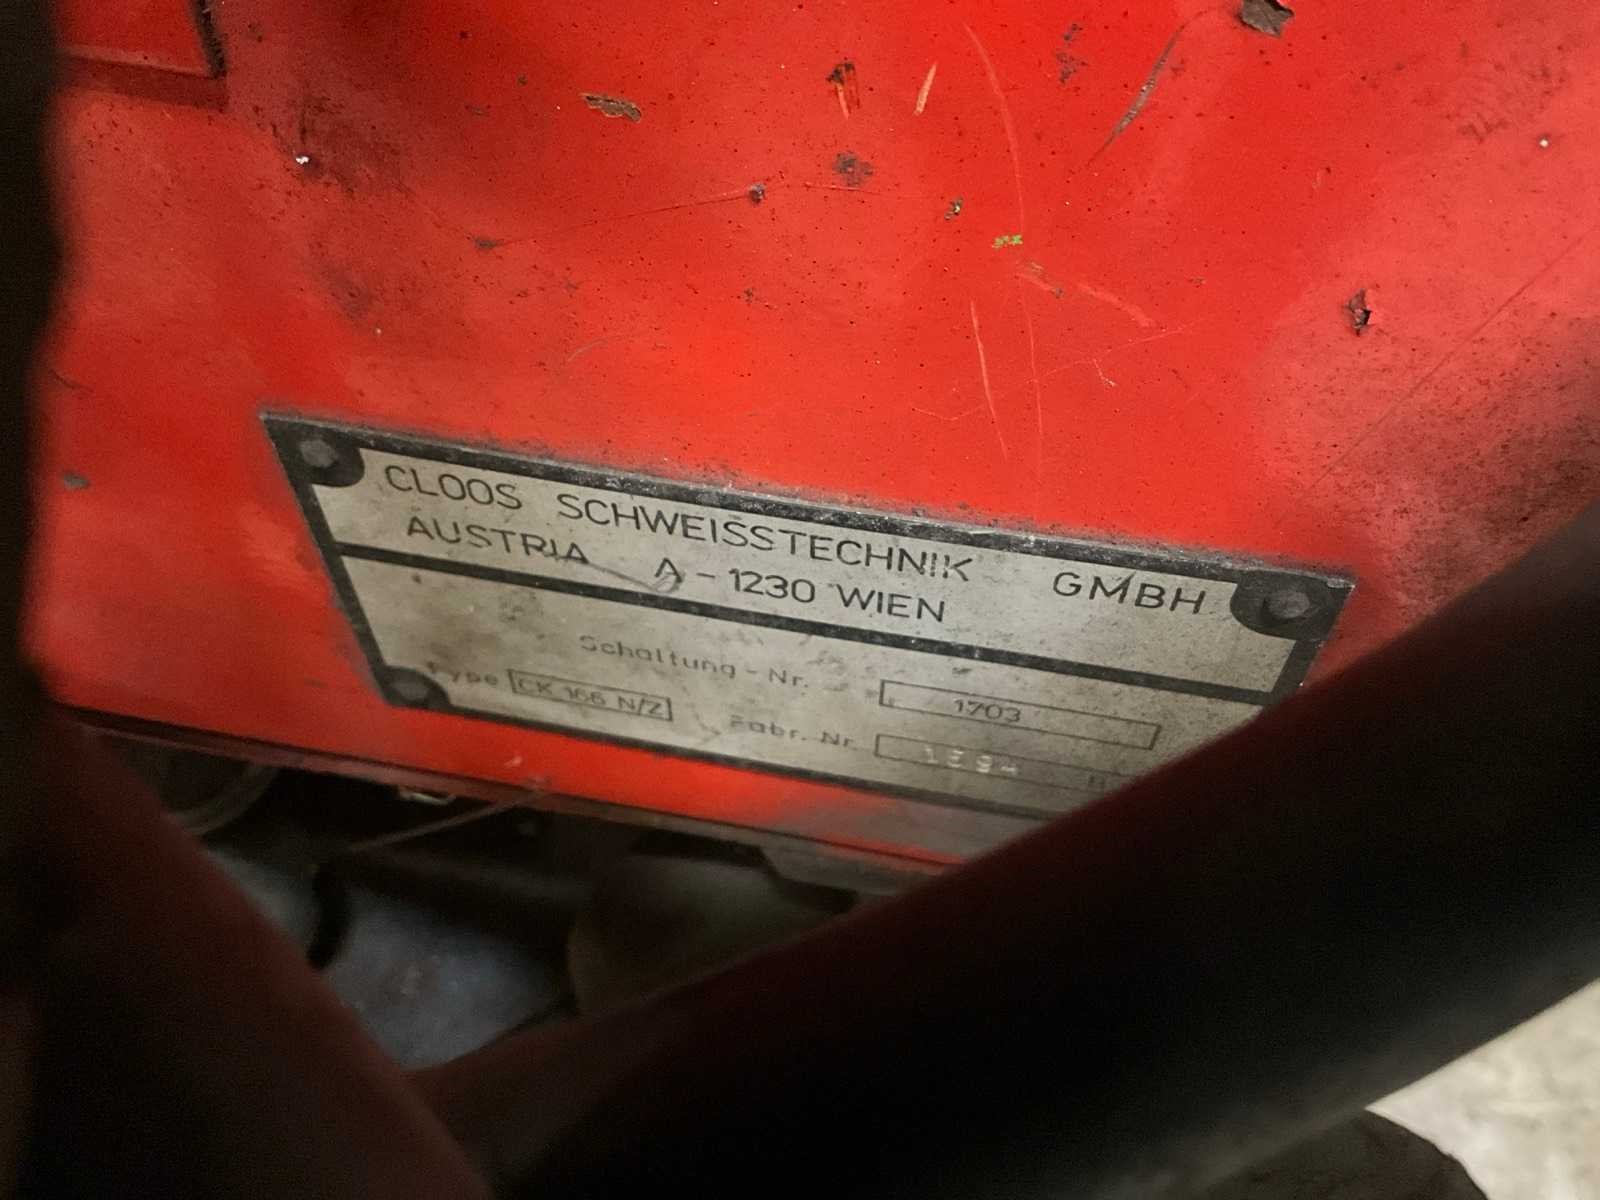 CLOOS SCHWEISSTECHNIK GMBH
AUSTRIA A-1230 WIEN
Schaltung-Nr. 1703
Type CK 166 N/Z Fabr. Nr.